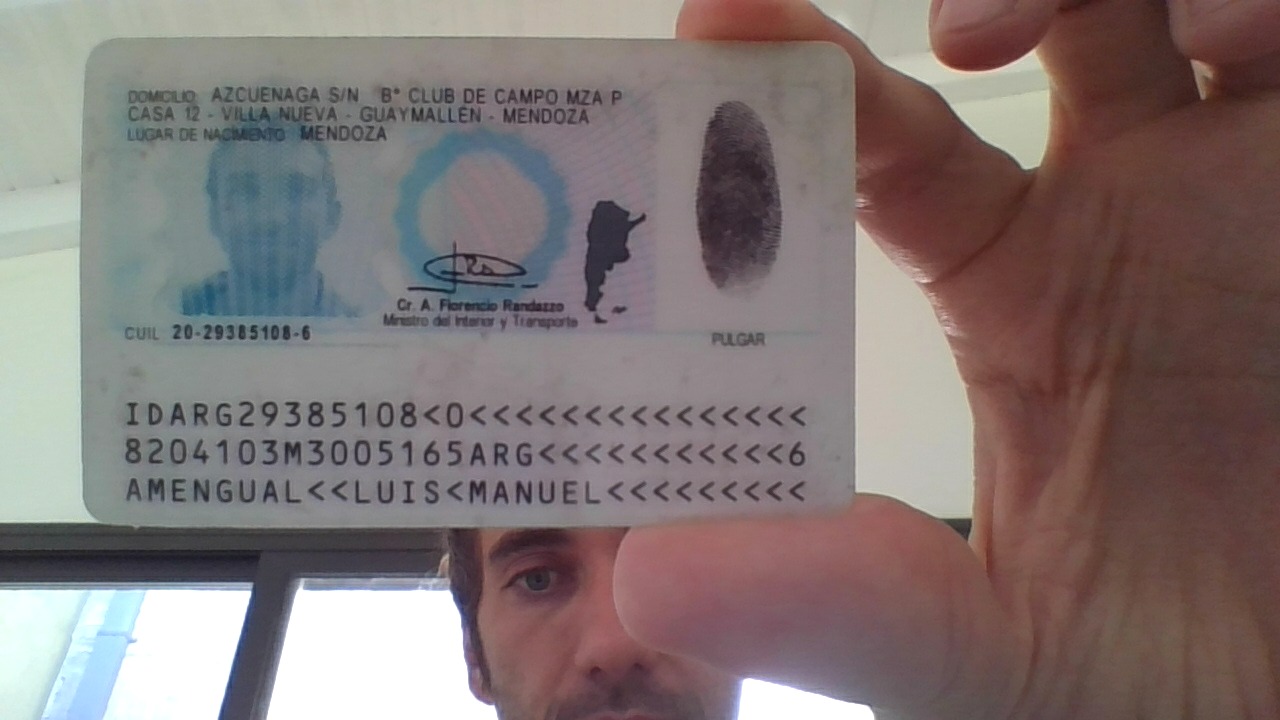 DOMICILIO: AZCUENAGA S/N B° CLUB DE CAMPO MZA P
CASA 12 - VILLA NUEVA - GUAYMALLÉN - MENDOZA
LUGAR DE NACIMIENTO: MENDOZA
Cr. A. Florencio Randazzo
Ministro del Interior y Transporte
CUIL 20-29385108-6
PULGAR
IDARG29385108<0<<<<<<<<<<<<<<<
8204103M3005165ARG<<<<<<<<<<<6
AMENGUAL<<LUIS<MANUEL<<<<<<<<<